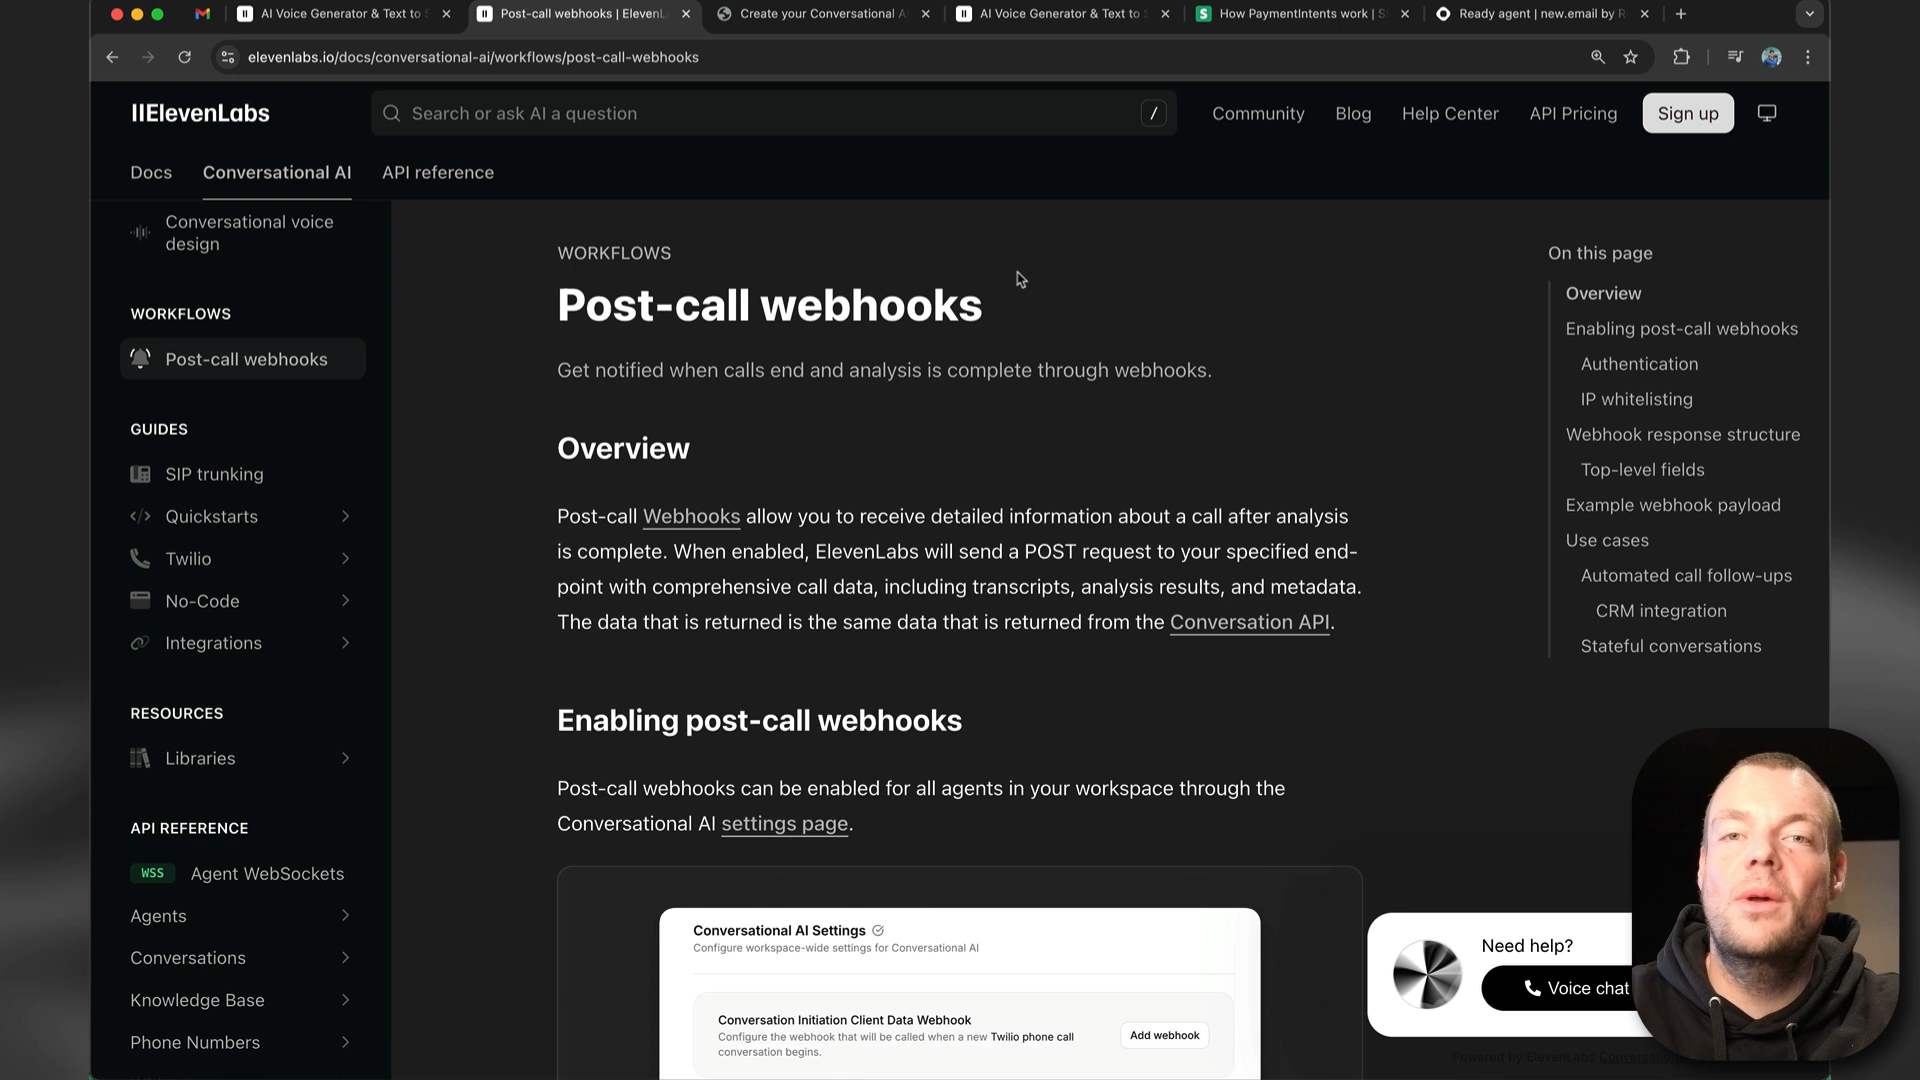 AI Voice Generator & Text to
Post-call webhooks | ElevenL
Create your Conversational
AI Voice Generator & Text to
How PaymentIntents work |
Ready agent | new.email by
elevenlabs.io/docs/conversational-ai/workflows/post-call-webhooks
IIElevenLabs
Search or ask AI a question
/
Community
Blog
Help Center
API Pricing
Sign up
Docs
Conversational AI
API reference
Conversational voice
design
WORKFLOWS
Post-call webhooks
GUIDES
SIP trunking
Quickstarts
Twilio
No-Code
Integrations
RESOURCES
Libraries
API REFERENCE
WSS Agent WebSockets
Agents
Conversations
Knowledge Base
Phone Numbers
WORKFLOWS
Post-call webhooks
Get notified when calls end and analysis is complete through webhooks.
Overview
Post-call Webhooks allow you to receive detailed information about a call after analysis
is complete. When enabled, ElevenLabs will send a POST request to your specified end-
point with comprehensive call data, including transcripts, analysis results, and metadata.
The data that is returned is the same data that is returned from the Conversation API.
Enabling post-call webhooks
Post-call webhooks can be enabled for all agents in your workspace through the
Conversational AI settings page.
Conversational AI Settings
Configure workspace-wide settings for Conversational AI
Conversation Initiation Client Data Webhook
Configure the webhook that will be called when a new Twilio phone call
conversation begins.
Add webhook
On this page
Overview
Enabling post-call webhooks
Authentication
IP whitelisting
Webhook response structure
Top-level fields
Example webhook payload
Use cases
Automated call follow-ups
CRM integration
Stateful conversations
Need help?
Voice chat
Powered by ElevenLabs